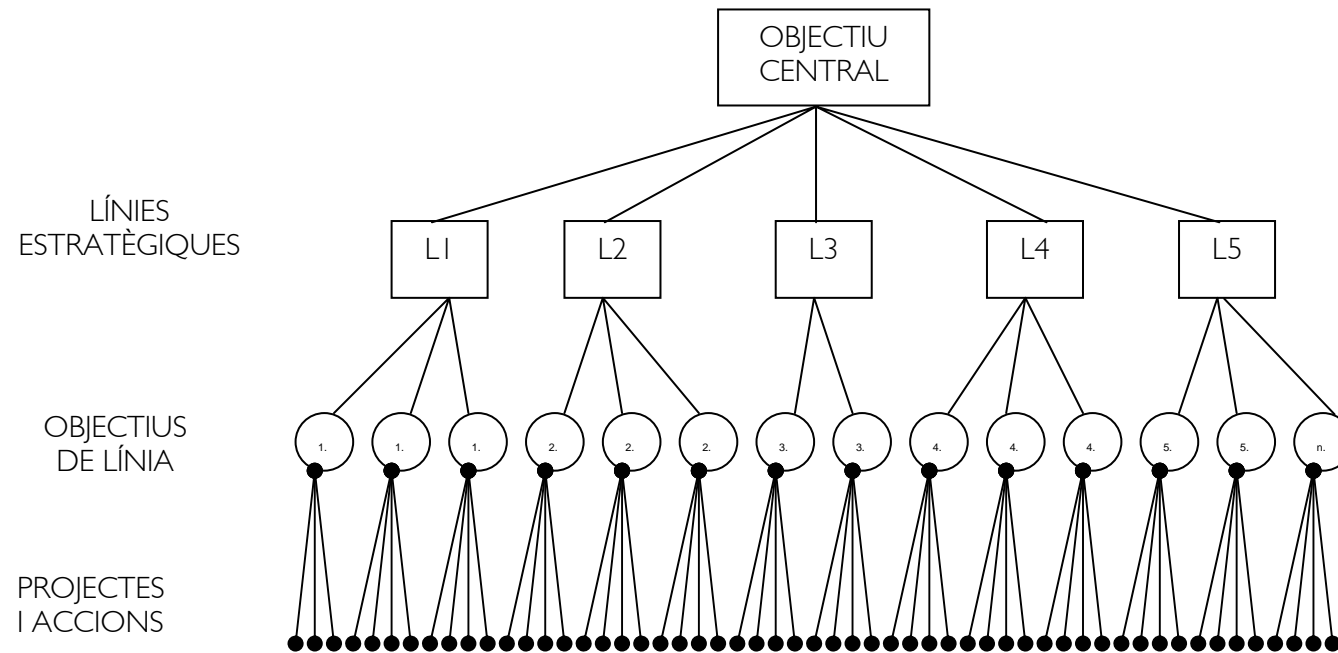 OBJECTIU
CENTRAL
LÍNIES
ESTRATÈGIQUES
L1
L2
L3
L4
L5
OBJECTIUS
DE LÍNIA
1.
1.
1.
2.
2.
2.
3.
3.
4.
4.
4.
5.
5.
n.
PROJECTES
I ACCIONS